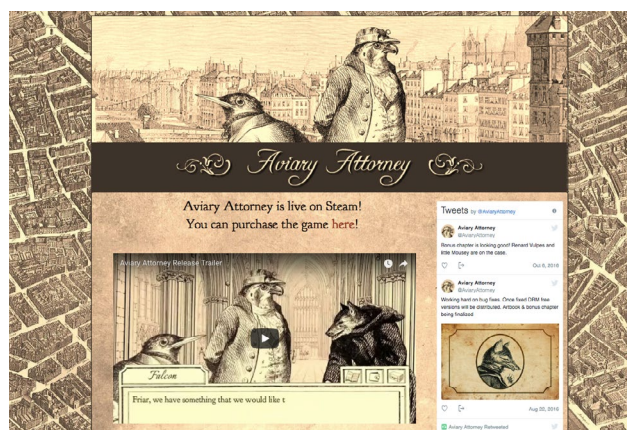 Aviary Attorney
Aviary Attorney is live on Steam!
You can purchase the game here!
Aviary Attorney Release Trailer
Falcon
Friar, we have something that we would like t
Tweets by @AviaryAttorney
Aviary Attorney
@AviaryAttorney
Bonus chapter is looking good! Renard Vulpes and
little Mousey are on the case.
Oct 6, 2016
Aviary Attorney
@AviaryAttorney
Working hard on bug fixes. Once fixed DRM free
versions will be distributed. Artbook & bonus chapter
being finalized
Aug 20, 2016
Aviary Attorney Retweeted